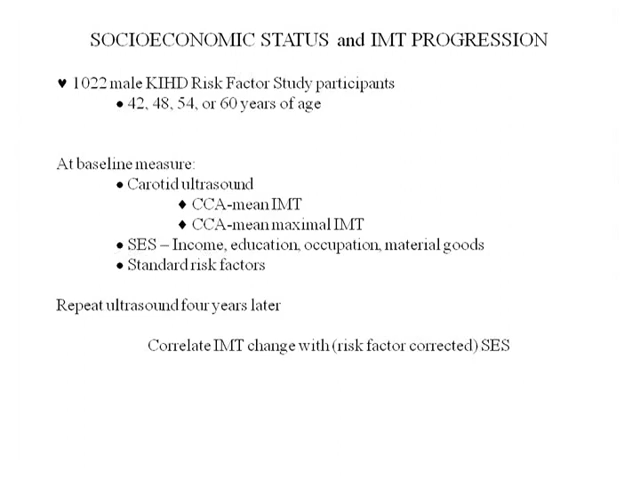 SOCIOECONOMIC STATUS and IMT PROGRESSION
♥ 1022 male KIHD Risk Factor Study participants
● 42, 48, 54, or 60 years of age
At baseline measure:
● Carotid ultrasound
♦ CCA-mean IMT
♦ CCA-mean maximal IMT
● SES – Income, education, occupation, material goods
● Standard risk factors
Repeat ultrasound four years later
Correlate IMT change with (risk factor corrected) SES